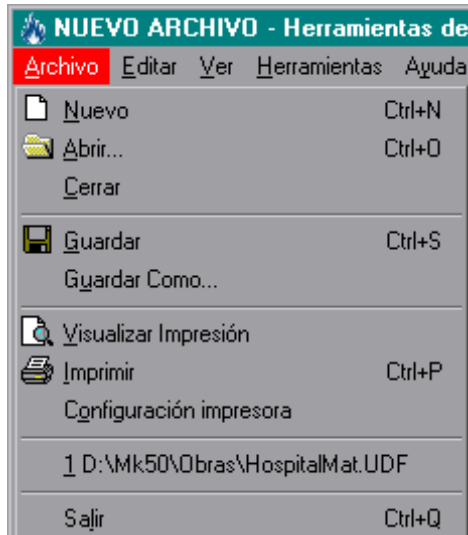 NUEVO ARCHIVO - Herramientas de
Archivo Editar Ver Herramientas Ayuda
Nuevo Ctrl+N
Abrir... Ctrl+O
Cerrar
Guardar Ctrl+S
Guardar Como...
Visualizar Impresión
Imprimir Ctrl+P
Configuración impresora
1 D:\Mk50\Obras\HospitalMat.UDF
Salir Ctrl+Q